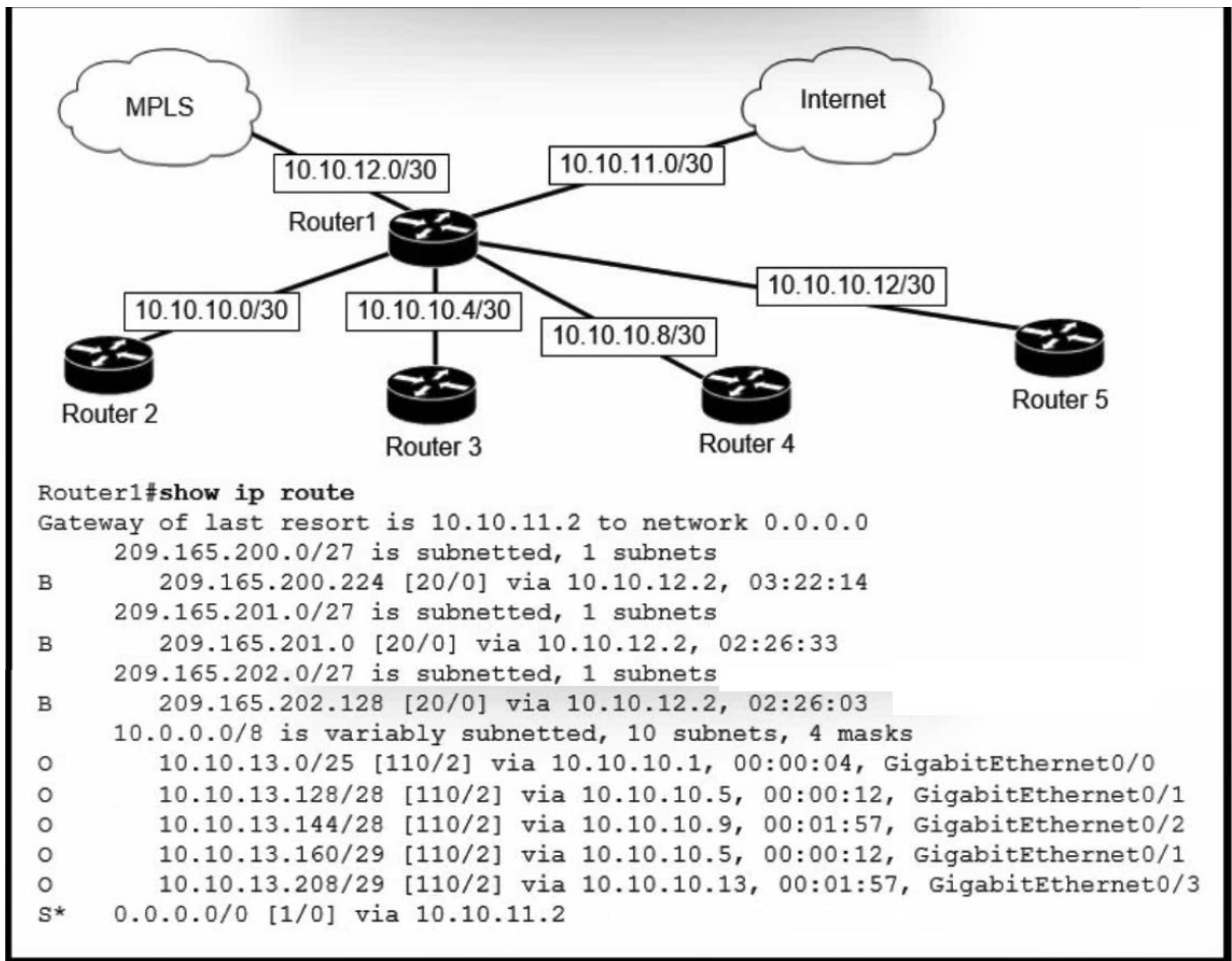 MPLS
Internet
10.10.12.0/30
10.10.11.0/30
Router1
10.10.10.0/30
10.10.10.4/30
10.10.10.8/30
10.10.10.12/30
Router 2
Router 3
Router 4
Router 5
Router1#show ip route
Gateway of last resort is 10.10.11.2 to network 0.0.0.0
209.165.200.0/27 is subnetted, 1 subnets
B 209.165.200.224 [20/0] via 10.10.12.2, 03:22:14
209.165.201.0/27 is subnetted, 1 subnets
B 209.165.201.0 [20/0] via 10.10.12.2, 02:26:33
209.165.202.0/27 is subnetted, 1 subnets
B 209.165.202.128 [20/0] via 10.10.12.2, 02:26:03
10.0.0.0/8 is variably subnetted, 10 subnets, 4 masks
O 10.10.13.0/25 [110/2] via 10.10.10.1, 00:00:04, GigabitEthernet0/0
O 10.10.13.128/28 [110/2] via 10.10.10.5, 00:00:12, GigabitEthernet0/1
O 10.10.13.144/28 [110/2] via 10.10.10.9, 00:01:57, GigabitEthernet0/2
O 10.10.13.160/29 [110/2] via 10.10.10.5, 00:00:12, GigabitEthernet0/1
O 10.10.13.208/29 [110/2] via 10.10.10.13, 00:01:57, GigabitEthernet0/3
S* 0.0.0.0/0 [1/0] via 10.10.11.2